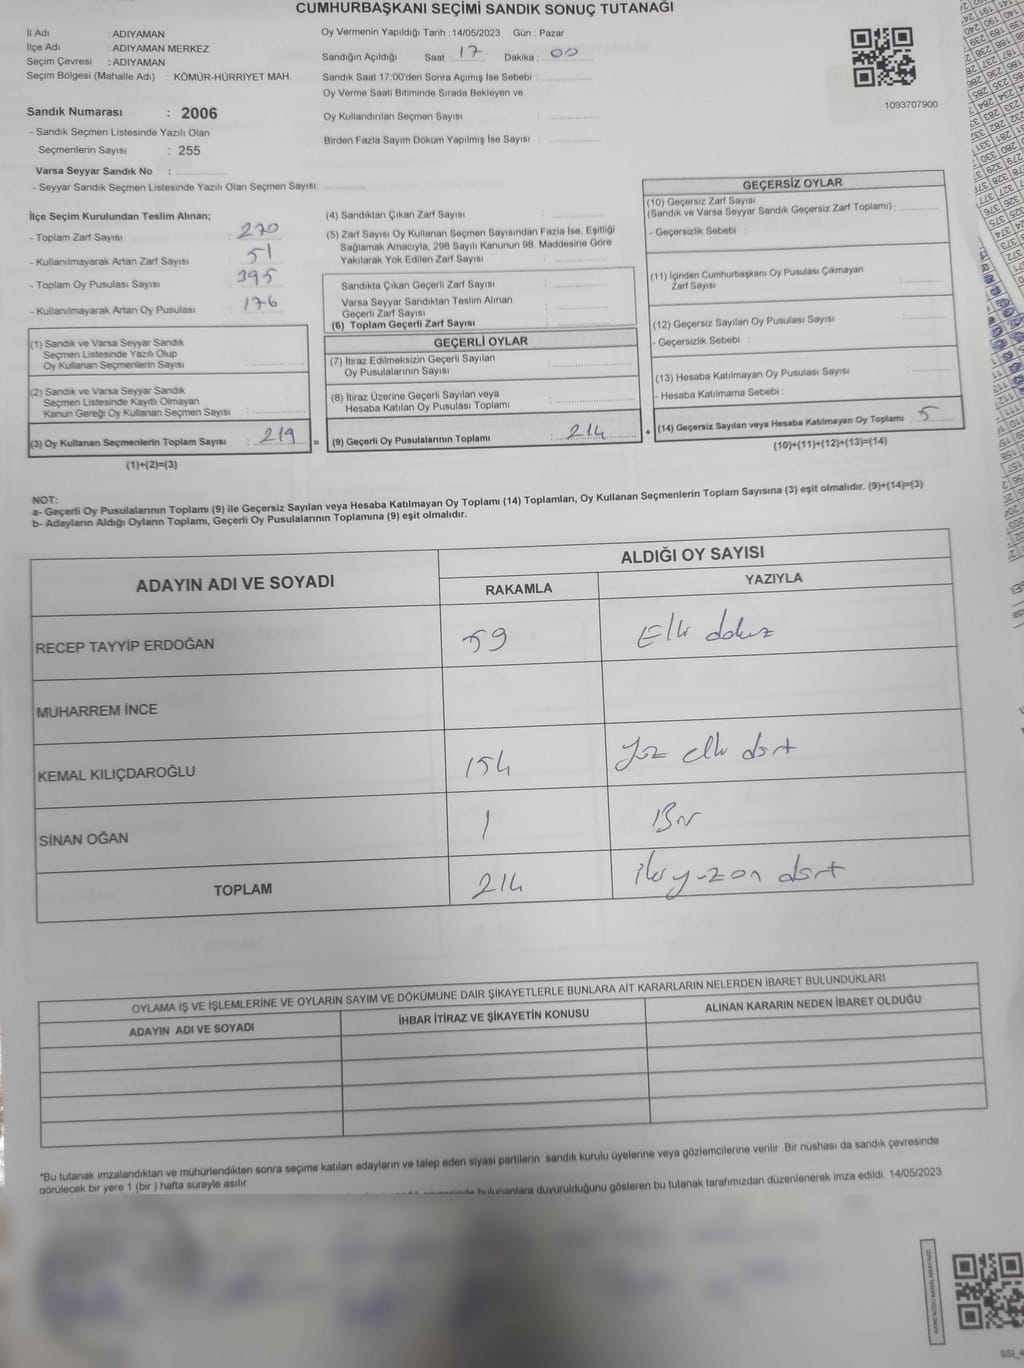 CUMHURBAŞKANI SEÇİMİ SANDIK SONUÇ TUTANAĞI
İl Adı : ADIYAMAN
İlçe Adı : ADIYAMAN MERKEZ
Seçim Çevresi : ADIYAMAN
Seçim Bölgesi (Mahalle Adı) : KÖMÜR-HÜRRİYET MAH.
Oy Vermenin Yapıldığı Tarih : 14/05/2023 Gün : Pazar
Sandığın Açıldığı Saat : 17 Dakika : 00
Sandık Saat 17:00'den Sonra Açımış İse Sebebi :
Oy Verme Saati Bitiminde Sırada Bekleyen ve
Oy Kullandırılan Seçmen Sayısı :
Birden Fazla Sayım Döküm Yapılmış İse Sayısı :
1093707900
Sandık Numarası : 2006
- Sandık Seçmen Listesinde Yazılı Olan
Seçmenlerin Sayısı : 255
Varsa Seyyar Sandık No :
- Seyyar Sandık Seçmen Listesinde Yazılı Olan Seçmen Sayısı:
İlçe Seçim Kurulundan Teslim Alınan;
- Toplam Zarf Sayısı : 270
- Kullanılmayarak Artan Zarf Sayısı : 51
- Toplam Oy Pusulası Sayısı : 395
- Kullanılmayarak Artan Oy Pusulası : 176
(1) Sandık ve Varsa Seyyar Sandık
Seçmen Listesinde Yazılı Olup
Oy Kullanan Seçmenlerin Sayısı :
(2) Sandık ve Varsa Seyyar Sandık
Seçmen Listesinde Kayıtlı Olmayan
Kanun Gereği Oy Kullanan Seçmen Sayısı :
(3) Oy Kullanan Seçmenlerin Toplam Sayısı : 219
(1)+(2)=(3)
(4) Sandıktan Çıkan Zarf Sayısı :
(5) Zarf Sayısı Oy Kullanan Seçmen Sayısından Fazla İse, Eşitliği
Sağlamak Amacıyla, 298 Sayılı Kanunun 98. Maddesine Göre
Yakılarak Yok Edilen Zarf Sayısı :
Sandıkta Çıkan Geçerli Zarf Sayısı :
Varsa Seyyar Sandıktan Teslim Alınan
Geçerli Zarf Sayısı :
(6) Toplam Geçerli Zarf Sayısı :
GEÇERLİ OYLAR
(7) İtiraz Edilmeksizin Geçerli Sayılan
Oy Pusulalarının Sayısı :
(8) İtiraz Üzerine Geçerli Sayılan veya
Hesaba Katılan Oy Pusulası Toplamı :
= (9) Geçerli Oy Pusulalarının Toplamı : 214
GEÇERSİZ OYLAR
(10) Geçersiz Zarf Sayısı
(Sandık ve Varsa Seyyar Sandık Geçersiz Zarf Toplamı) :
- Geçersizlik Sebebi :
(11) İçinden Cumhurbaşkanı Oy Pusulası Çıkmayan
Zarf Sayısı :
(12) Geçersiz Sayılan Oy Pusulası Sayısı :
- Geçersizlik Sebebi :
(13) Hesaba Katılmayan Oy Pusulası Sayısı :
- Hesaba Katılmama Sebebi :
+ (14) Geçersiz Sayılan veya Hesaba Katılmayan Oy Toplamı : 5
(10)+(11)+(12)+(13)=(14)
NOT:
a- Geçerli Oy Pusulalarının Toplamı (9) ile Geçersiz Sayılan veya Hesaba Katılmayan Oy Toplamı (14) Toplamları, Oy Kullanan Seçmenlerin Toplam Sayısına (3) eşit olmalıdır. (9)+(14)=(3)
b- Adayların Aldığı Oyların Toplamı, Geçerli Oy Pusulalarının Toplamına (9) eşit olmalıdır.
ADAYIN ADI VE SOYADI
ALDIĞI OY SAYISI
RAKAMLA YAZIYLA
RECEP TAYYİP ERDOĞAN 59 Elli dokuz
MUHARREM İNCE
KEMAL KILIÇDAROĞLU 154 Yüz elli dört
SİNAN OĞAN 1 Bir
TOPLAM 214 iki yüz on dört
OYLAMA İŞ VE İŞLEMLERİNE VE OYLARIN SAYIM VE DÖKÜMÜNE DAİR ŞİKAYETLERLE BUNLARA AİT KARARLARIN NELERDEN İBARET BULUNDUKLARI
ADAYIN ADI VE SOYADI İHBAR İTİRAZ VE ŞİKAYETİN KONUSU ALINAN KARARIN NEDEN İBARET OLDUĞU
*Bu tutanak imzalandıktan ve mühürlendikten sonra seçime katılan adayların ve talep eden siyasi partilerin sandık kurulu üyelerine veya gözlemcilerine verilir. Bir nüshası da sandık çevresinde
görülecek bir yere 1 (bir ) hafta süreyle asılır.
bulunanlara duyurulduğunu gösteren bu tutanak tarafımızdan düzenlenerek imza edildi. 14/05/2023